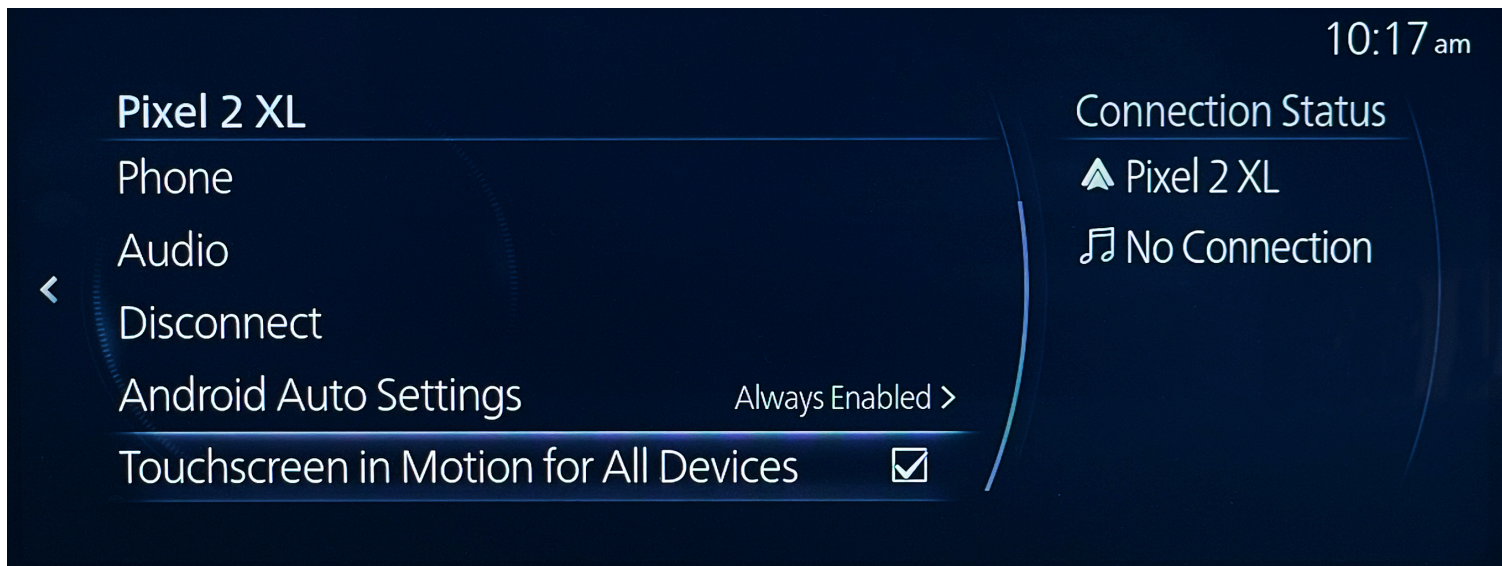 10:17 am
Pixel 2 XL
Phone
Audio
Disconnect
Android Auto Settings Always Enabled >
Touchscreen in Motion for All Devices
Connection Status
Pixel 2 XL
No Connection